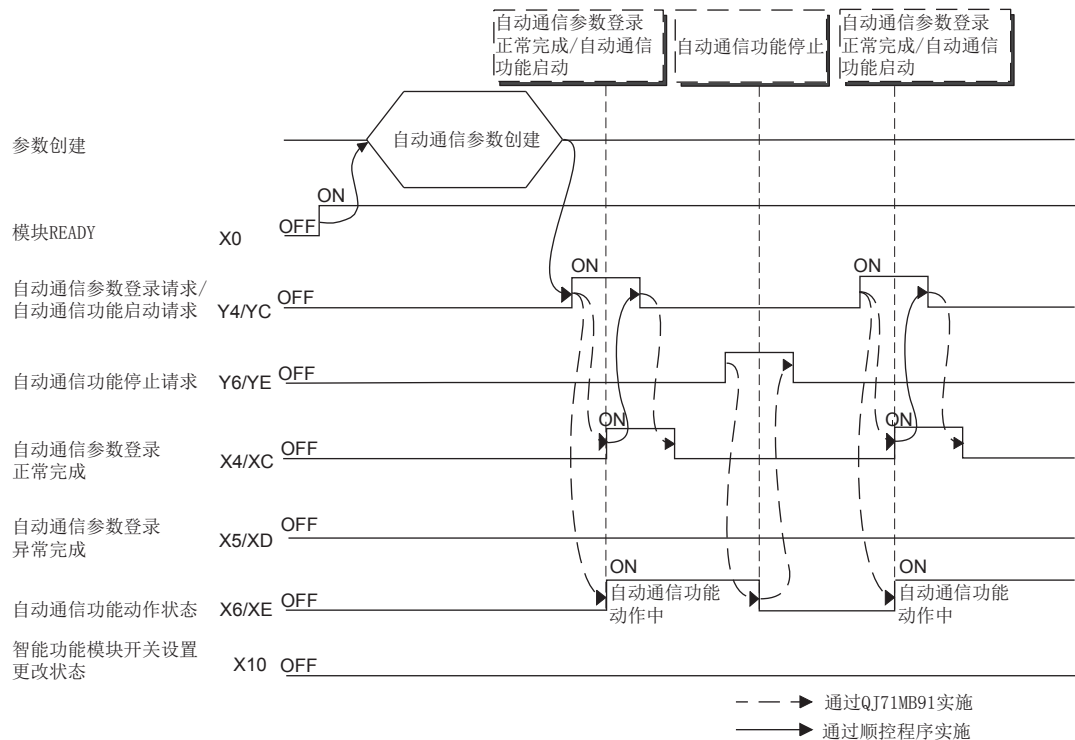 自动通信参数登录
正常完成/自动通信
功能启动
自动通信功能停止
自动通信参数登录
正常完成/自动通信
功能启动
参数创建
自动通信参数创建
ON
模块READY X0 OFF
ON
ON
自动通信参数登录请求/
自动通信功能启动请求 Y4/YC OFF
自动通信功能停止请求 Y6/YE OFF
ON
ON
自动通信参数登录
正常完成 X4/XC OFF
自动通信参数登录
异常完成 X5/XD OFF
ON
ON
自动通信功能动作状态 X6/XE OFF
自动通信功能
动作中
自动通信功能
动作中
智能功能模块开关设置
更改状态 X10 OFF
通过QJ71MB91实施
通过顺控程序实施